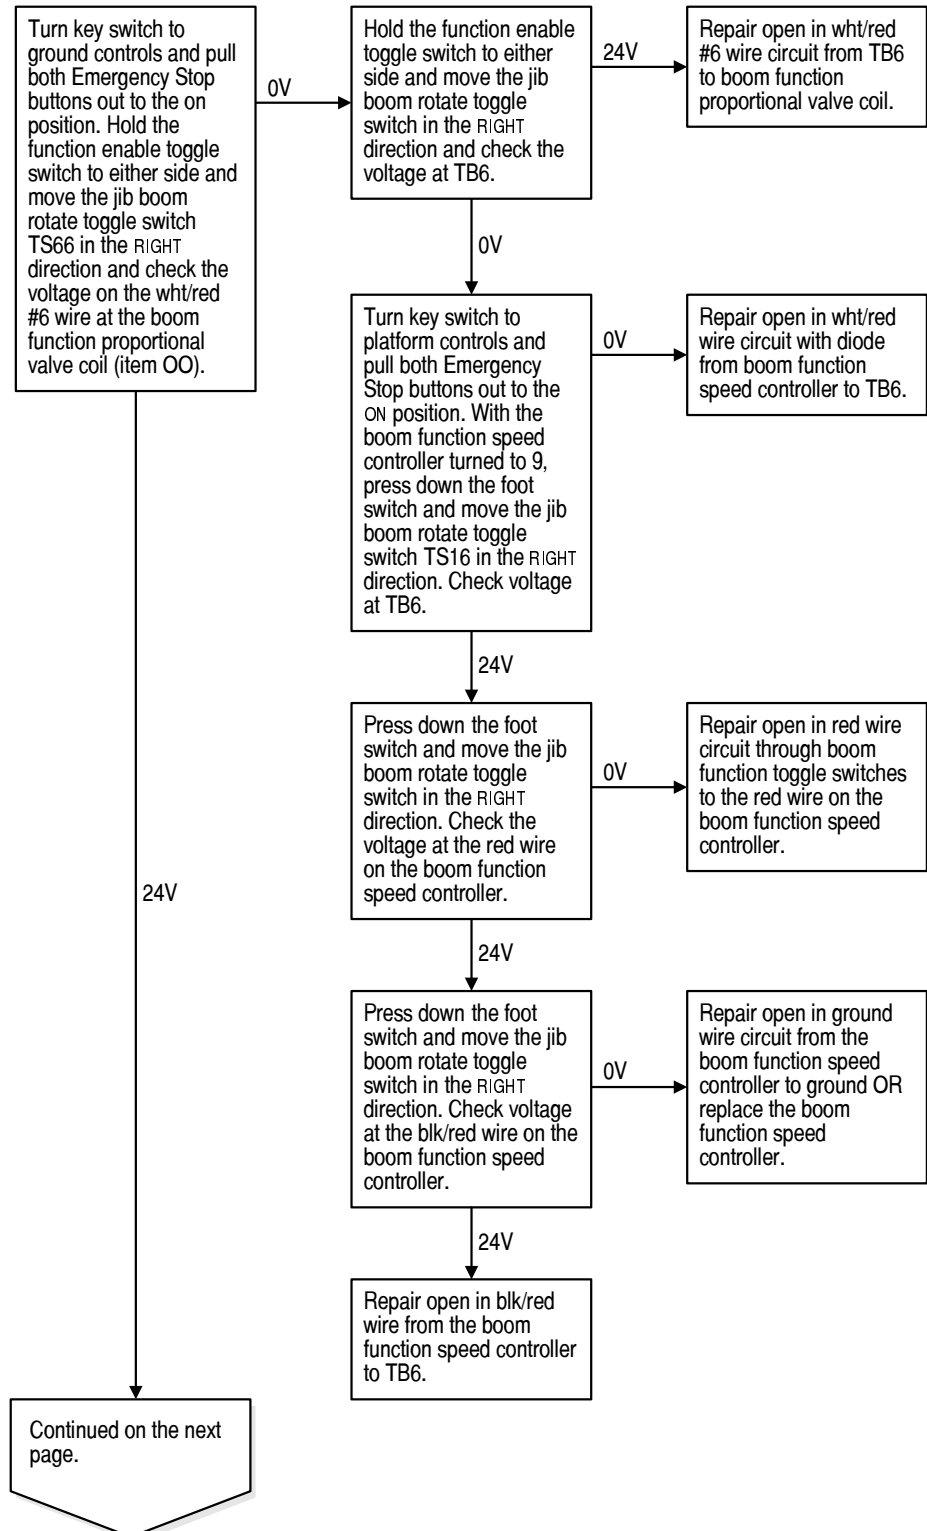 Turn key switch to
ground controls and pull
both Emergency Stop
buttons out to the on
position. Hold the
function enable toggle
switch to either side and
move the jib boom
rotate toggle switch
TS66 in the RIGHT
direction and check the
voltage on the wht/red
#6 wire at the boom
function proportional
valve coil (item OO).
0V
Hold the function enable
toggle switch to either
side and move the jib
boom rotate toggle
switch in the RIGHT
direction and check the
voltage at TB6.
24V
Repair open in wht/red
#6 wire circuit from TB6
to boom function
proportional valve coil.
0V
Turn key switch to
platform controls and
pull both Emergency
Stop buttons out to the
ON position. With the
boom function speed
controller turned to 9,
press down the foot
switch and move the jib
boom rotate toggle
switch TS16 in the RIGHT
direction. Check voltage
at TB6.
0V
Repair open in wht/red
wire circuit with diode
from boom function
speed controller to TB6.
24V
Press down the foot
switch and move the jib
boom rotate toggle
switch in the RIGHT
direction. Check the
voltage at the red wire
on the boom function
speed controller.
0V
Repair open in red wire
circuit through boom
function toggle switches
to the red wire on the
boom function speed
controller.
24V
24V
Press down the foot
switch and move the jib
boom rotate toggle
switch in the RIGHT
direction. Check voltage
at the blk/red wire on the
boom function speed
controller.
0V
Repair open in ground
wire circuit from the
boom function speed
controller to ground OR
replace the boom
function speed
controller.
24V
Repair open in blk/red
wire from the boom
function speed controller
to TB6.
Continued on the next
page.